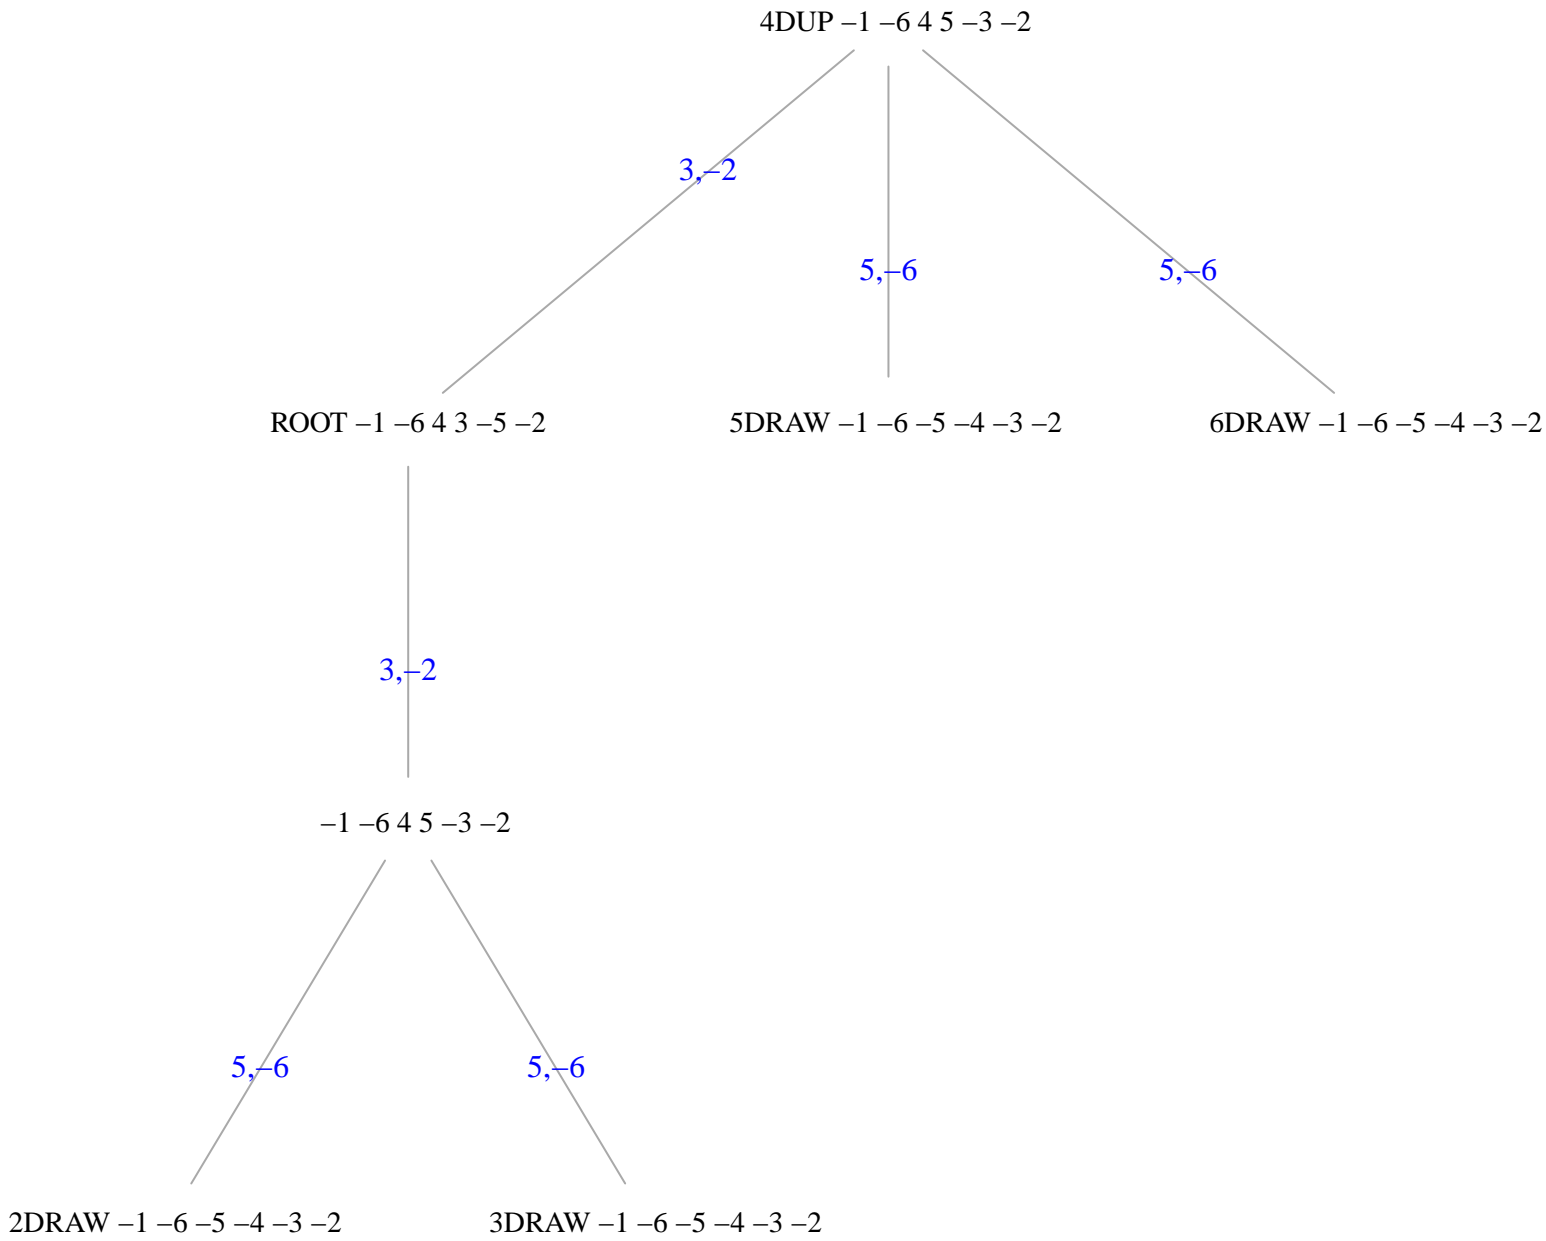 4DUP –1 –6 4 5 –3 –2
3,–2
5,–6
5,–6
ROOT –1 –6 4 3 –5 –2
5DRAW –1 –6 –5 –4 –3 –2
6DRAW –1 –6 –5 –4 –3 –2
3,–2
–1 –6 4 5 –3 –2
5,–6
5,–6
2DRAW –1 –6 –5 –4 –3 –2
3DRAW –1 –6 –5 –4 –3 –2